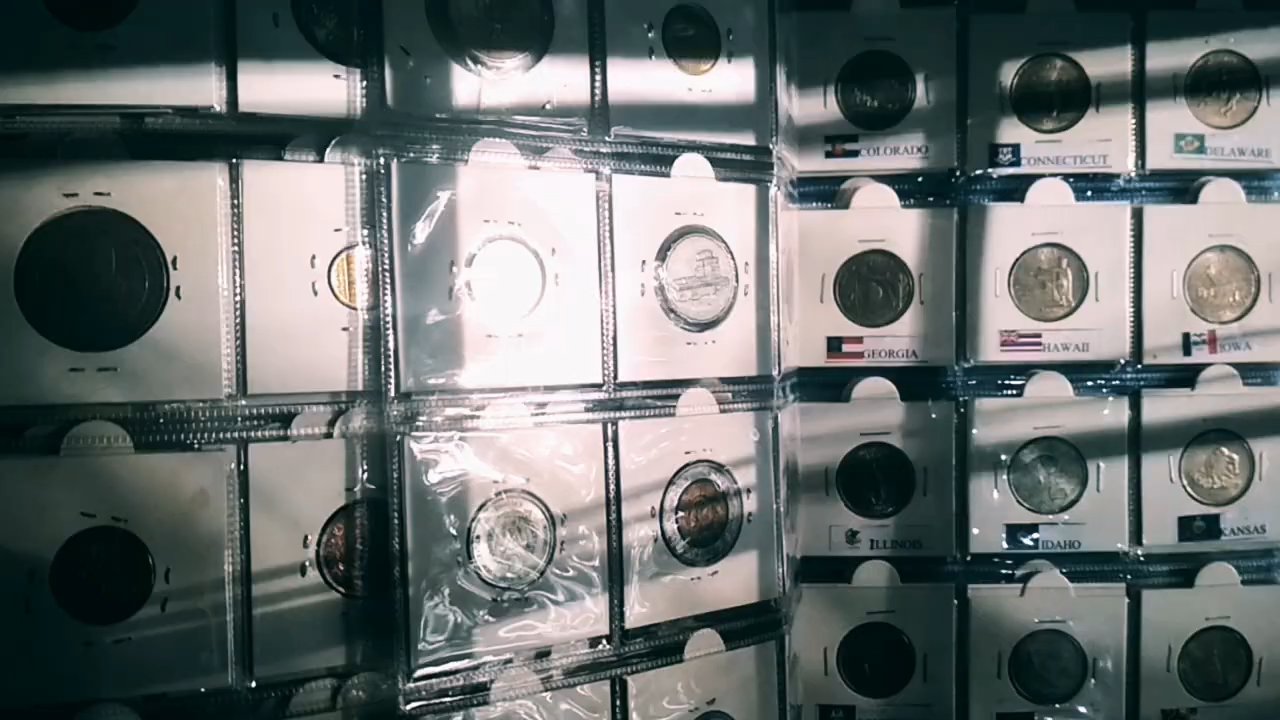 COLORADO
CONNECTICUT
DELAWARE
GEORGIA
HAWAII
IOWA
ILLINOIS
IDAHO
KANSAS